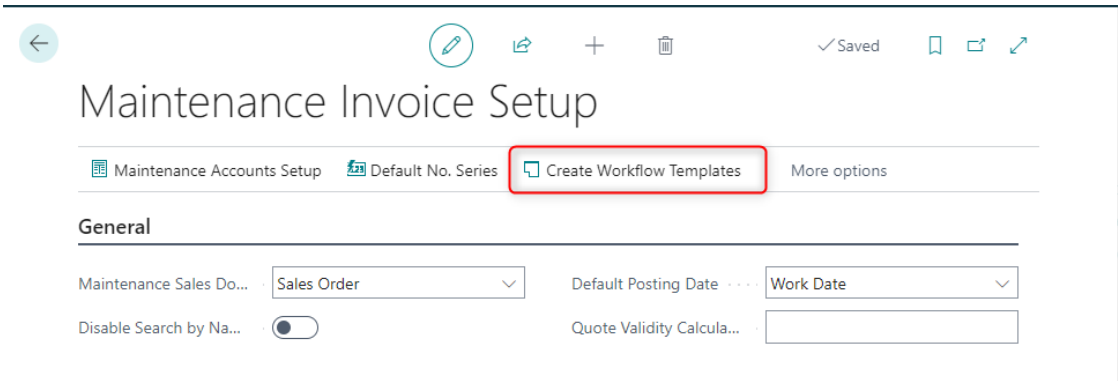 Saved
Maintenance Invoice Setup
Maintenance Accounts Setup Default No. Series Create Workflow Templates More options
General
Maintenance Sales Do... Sales Order Default Posting Date Work Date
Disable Search by Na... Quote Validity Calcula...